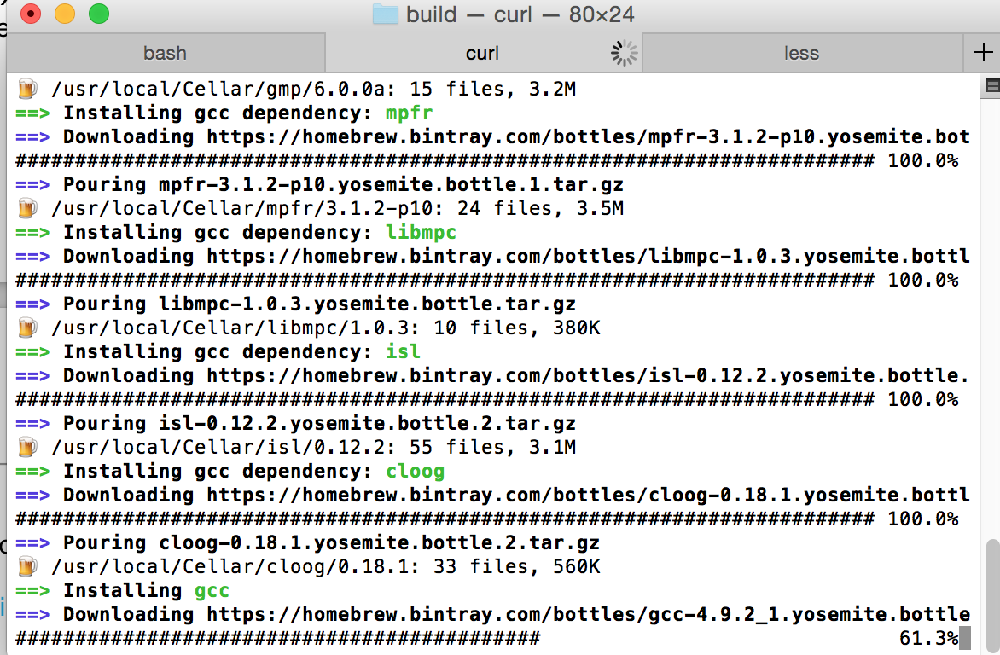 build — curl — 80×24
bash curl less +
🍺 /usr/local/Cellar/gmp/6.0.0a: 15 files, 3.2M
==> Installing gcc dependency: mpfr
==> Downloading https://homebrew.bintray.com/bottles/mpfr-3.1.2-p10.yosemite.bot
######################################################################## 100.0%
==> Pouring mpfr-3.1.2-p10.yosemite.bottle.1.tar.gz
🍺 /usr/local/Cellar/mpfr/3.1.2-p10: 24 files, 3.5M
==> Installing gcc dependency: libmpc
==> Downloading https://homebrew.bintray.com/bottles/libmpc-1.0.3.yosemite.bottl
######################################################################## 100.0%
==> Pouring libmpc-1.0.3.yosemite.bottle.tar.gz
🍺 /usr/local/Cellar/libmpc/1.0.3: 10 files, 380K
==> Installing gcc dependency: isl
==> Downloading https://homebrew.bintray.com/bottles/isl-0.12.2.yosemite.bottle.
######################################################################## 100.0%
==> Pouring isl-0.12.2.yosemite.bottle.2.tar.gz
🍺 /usr/local/Cellar/isl/0.12.2: 55 files, 3.1M
==> Installing gcc dependency: cloog
==> Downloading https://homebrew.bintray.com/bottles/cloog-0.18.1.yosemite.bottl
######################################################################## 100.0%
==> Pouring cloog-0.18.1.yosemite.bottle.2.tar.gz
🍺 /usr/local/Cellar/cloog/0.18.1: 33 files, 560K
==> Installing gcc
==> Downloading https://homebrew.bintray.com/bottles/gcc-4.9.2_1.yosemite.bottle
############################################ 61.3%